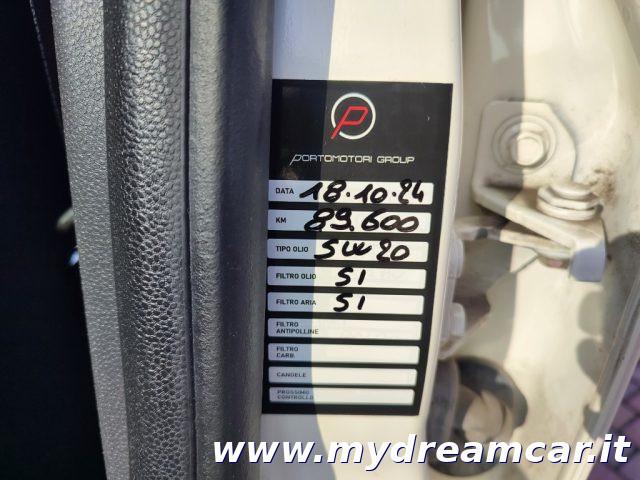 P
PORTOMOTORI GROUP
DATA 18.10.24
KM 89.600
TIPO OLIO 5W20
FILTRO OLIO SI
FILTRO ARIA SI
FILTRO
ANTIPOLLINE
FILTRO
CARB.
CANDELE
PROSSIMO
CONTROLLO
www.mydreamcar.it